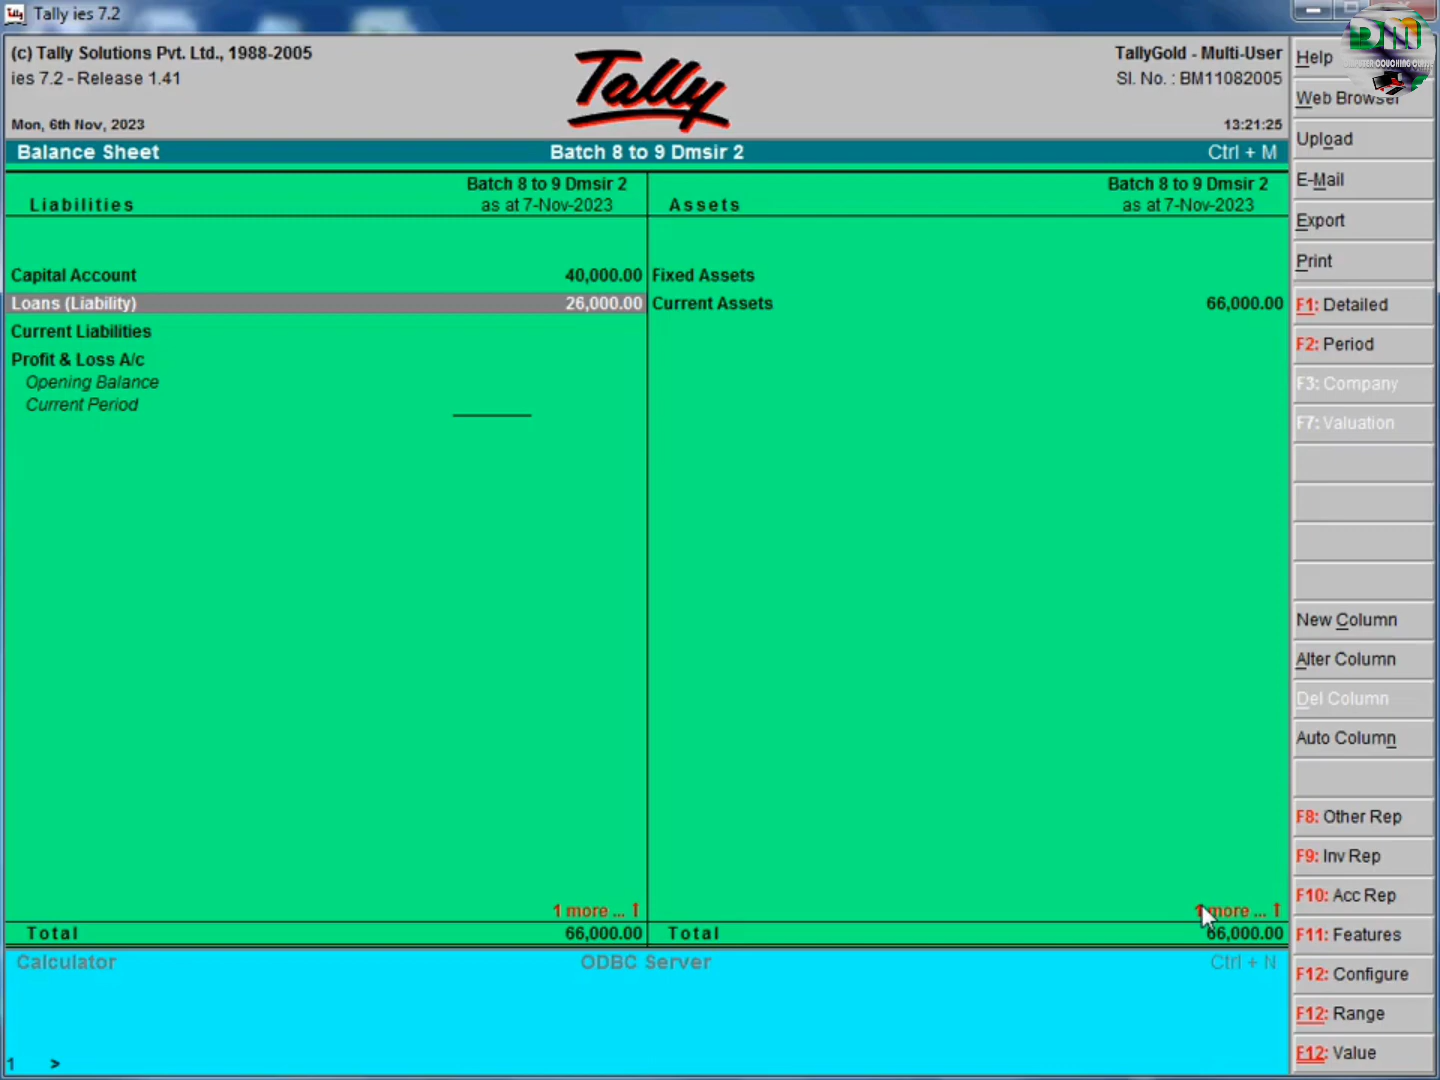 Tally ies 7.2
(c) Tally Solutions Pvt. Ltd., 1988-2005
ies 7.2 - Release 1.41
Mon, 6th Nov, 2023
Tally
TallyGold - Multi-User
Sl. No. : BM11082005
13:21:25
Balance Sheet
Batch 8 to 9 Dmsir 2
Ctrl + M
Liabilities
Batch 8 to 9 Dmsir 2
as at 7-Nov-2023
Assets
Batch 8 to 9 Dmsir 2
as at 7-Nov-2023
Capital Account 40,000.00
Loans (Liability) 26,000.00
Current Liabilities
Profit & Loss A/c
Opening Balance
Current Period
Fixed Assets
Current Assets 66,000.00
1 more ... ↑
1 more ... ↑
Total 66,000.00
Total 66,000.00
Calculator
ODBC Server
Ctrl + N
1 >
Help
Web Browser
Upload
E-Mail
Export
Print
F1: Detailed
F2: Period
F3: Company
F7: Valuation
New Column
Alter Column
Del Column
Auto Column
F8: Other Rep
F9: Inv Rep
F10: Acc Rep
F11: Features
F12: Configure
F12: Range
F12: Value